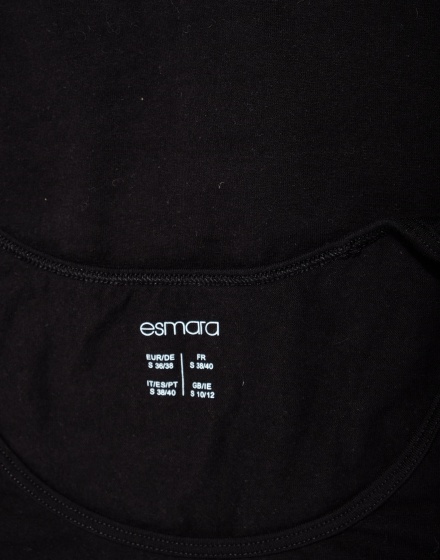 esmara
EUR/DE FR
S 36/38 S 38/40
IT/ES/PT GB/IE
S 38/40 S 10/12